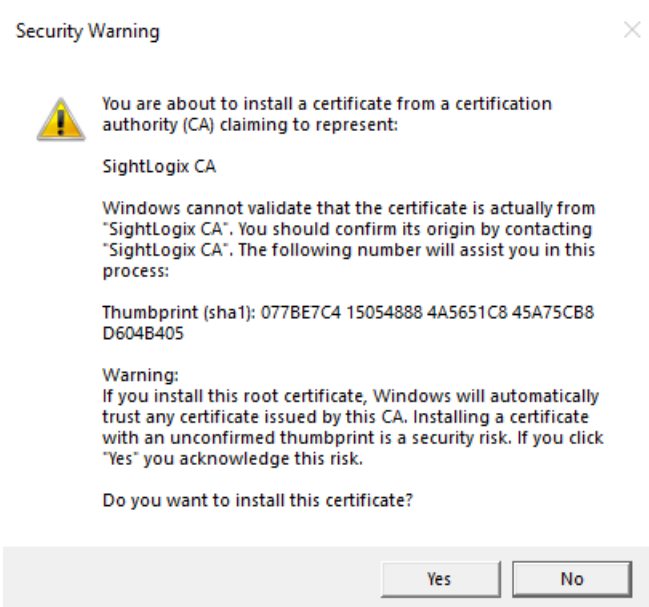 Security Warning
You are about to install a certificate from a certification
authority (CA) claiming to represent:
SightLogix CA
Windows cannot validate that the certificate is actually from
"SightLogix CA". You should confirm its origin by contacting
"SightLogix CA". The following number will assist you in this
process:
Thumbprint (sha1): 077BE7C4 15054888 4A5651C8 45A75CB8
D604B405
Warning:
If you install this root certificate, Windows will automatically
trust any certificate issued by this CA. Installing a certificate
with an unconfirmed thumbprint is a security risk. If you click
"Yes" you acknowledge this risk.
Do you want to install this certificate?
Yes
No